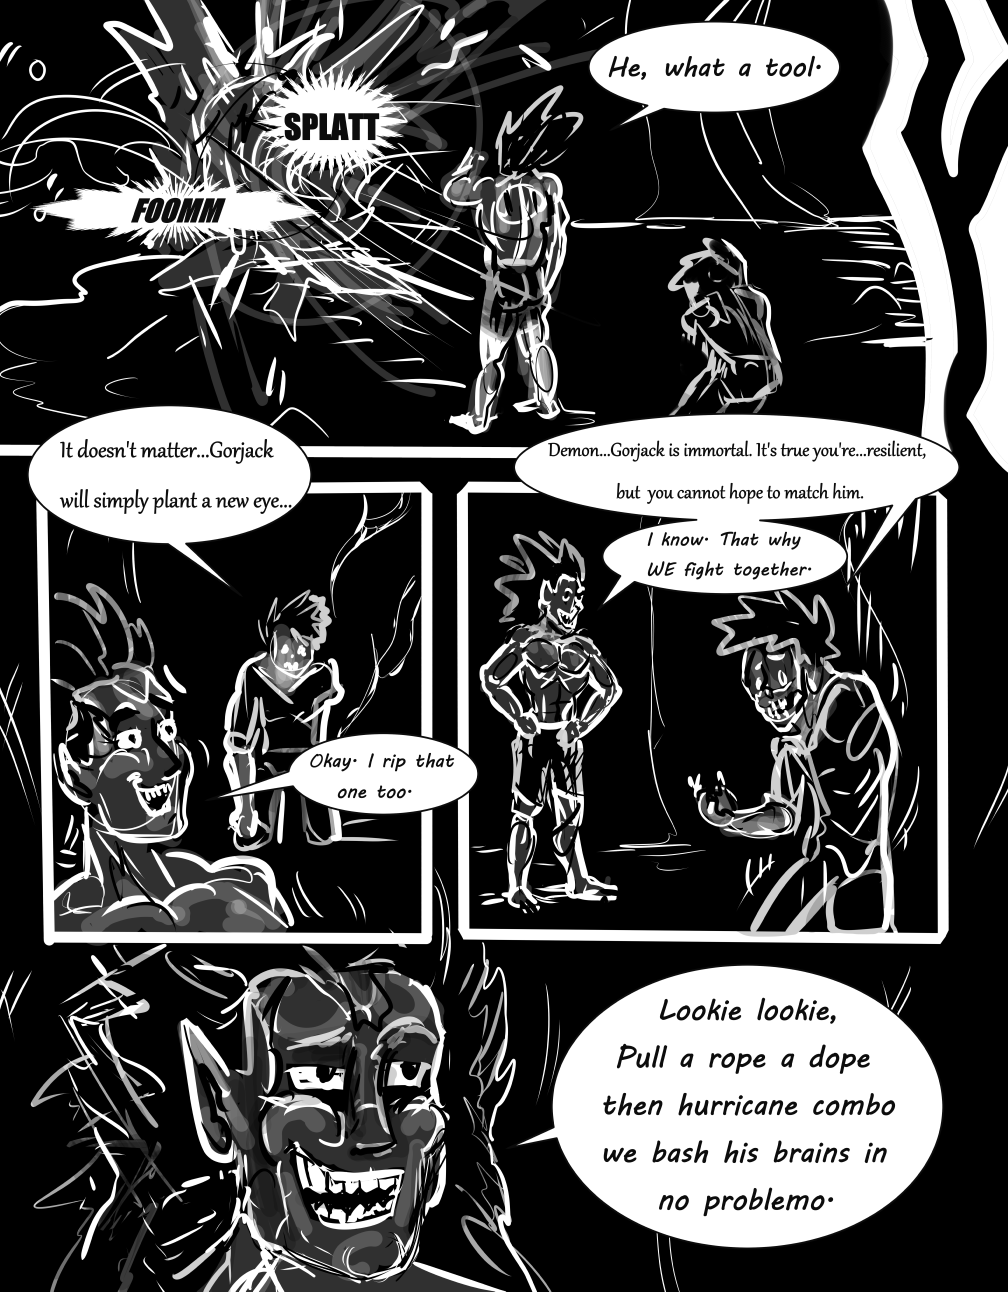 He, what a tool.
SPLATT
FOOMM
It doesn't matter...Gorjack
will simply plant a new eye...
Okay. I rip that
one too.
Demon...Gorjack is immortal. It's true you're...resilient,
but you cannot hope to match him.
I know. That why
WE fight together.
Lookie lookie,
Pull a rope a dope
then hurricane combo
we bash his brains in
no problemo.